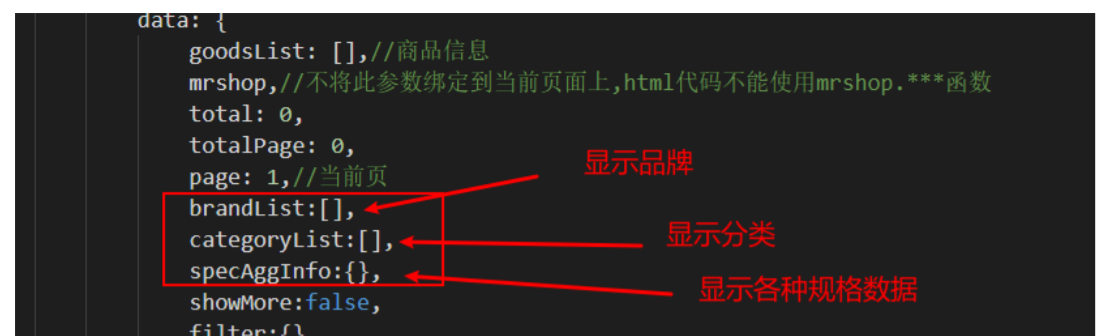 data: {
goodsList: [],//商品信息
mrshop,//不将此参数绑定到当前页面上,html代码不能使用mrshop.***函数
total: 0,
totalPage: 0,
page: 1,//当前页
显示品牌
brandList:[],
categoryList:[],
显示分类
specAggInfo:{},
显示各种规格数据
showMore:false,
filter:{}